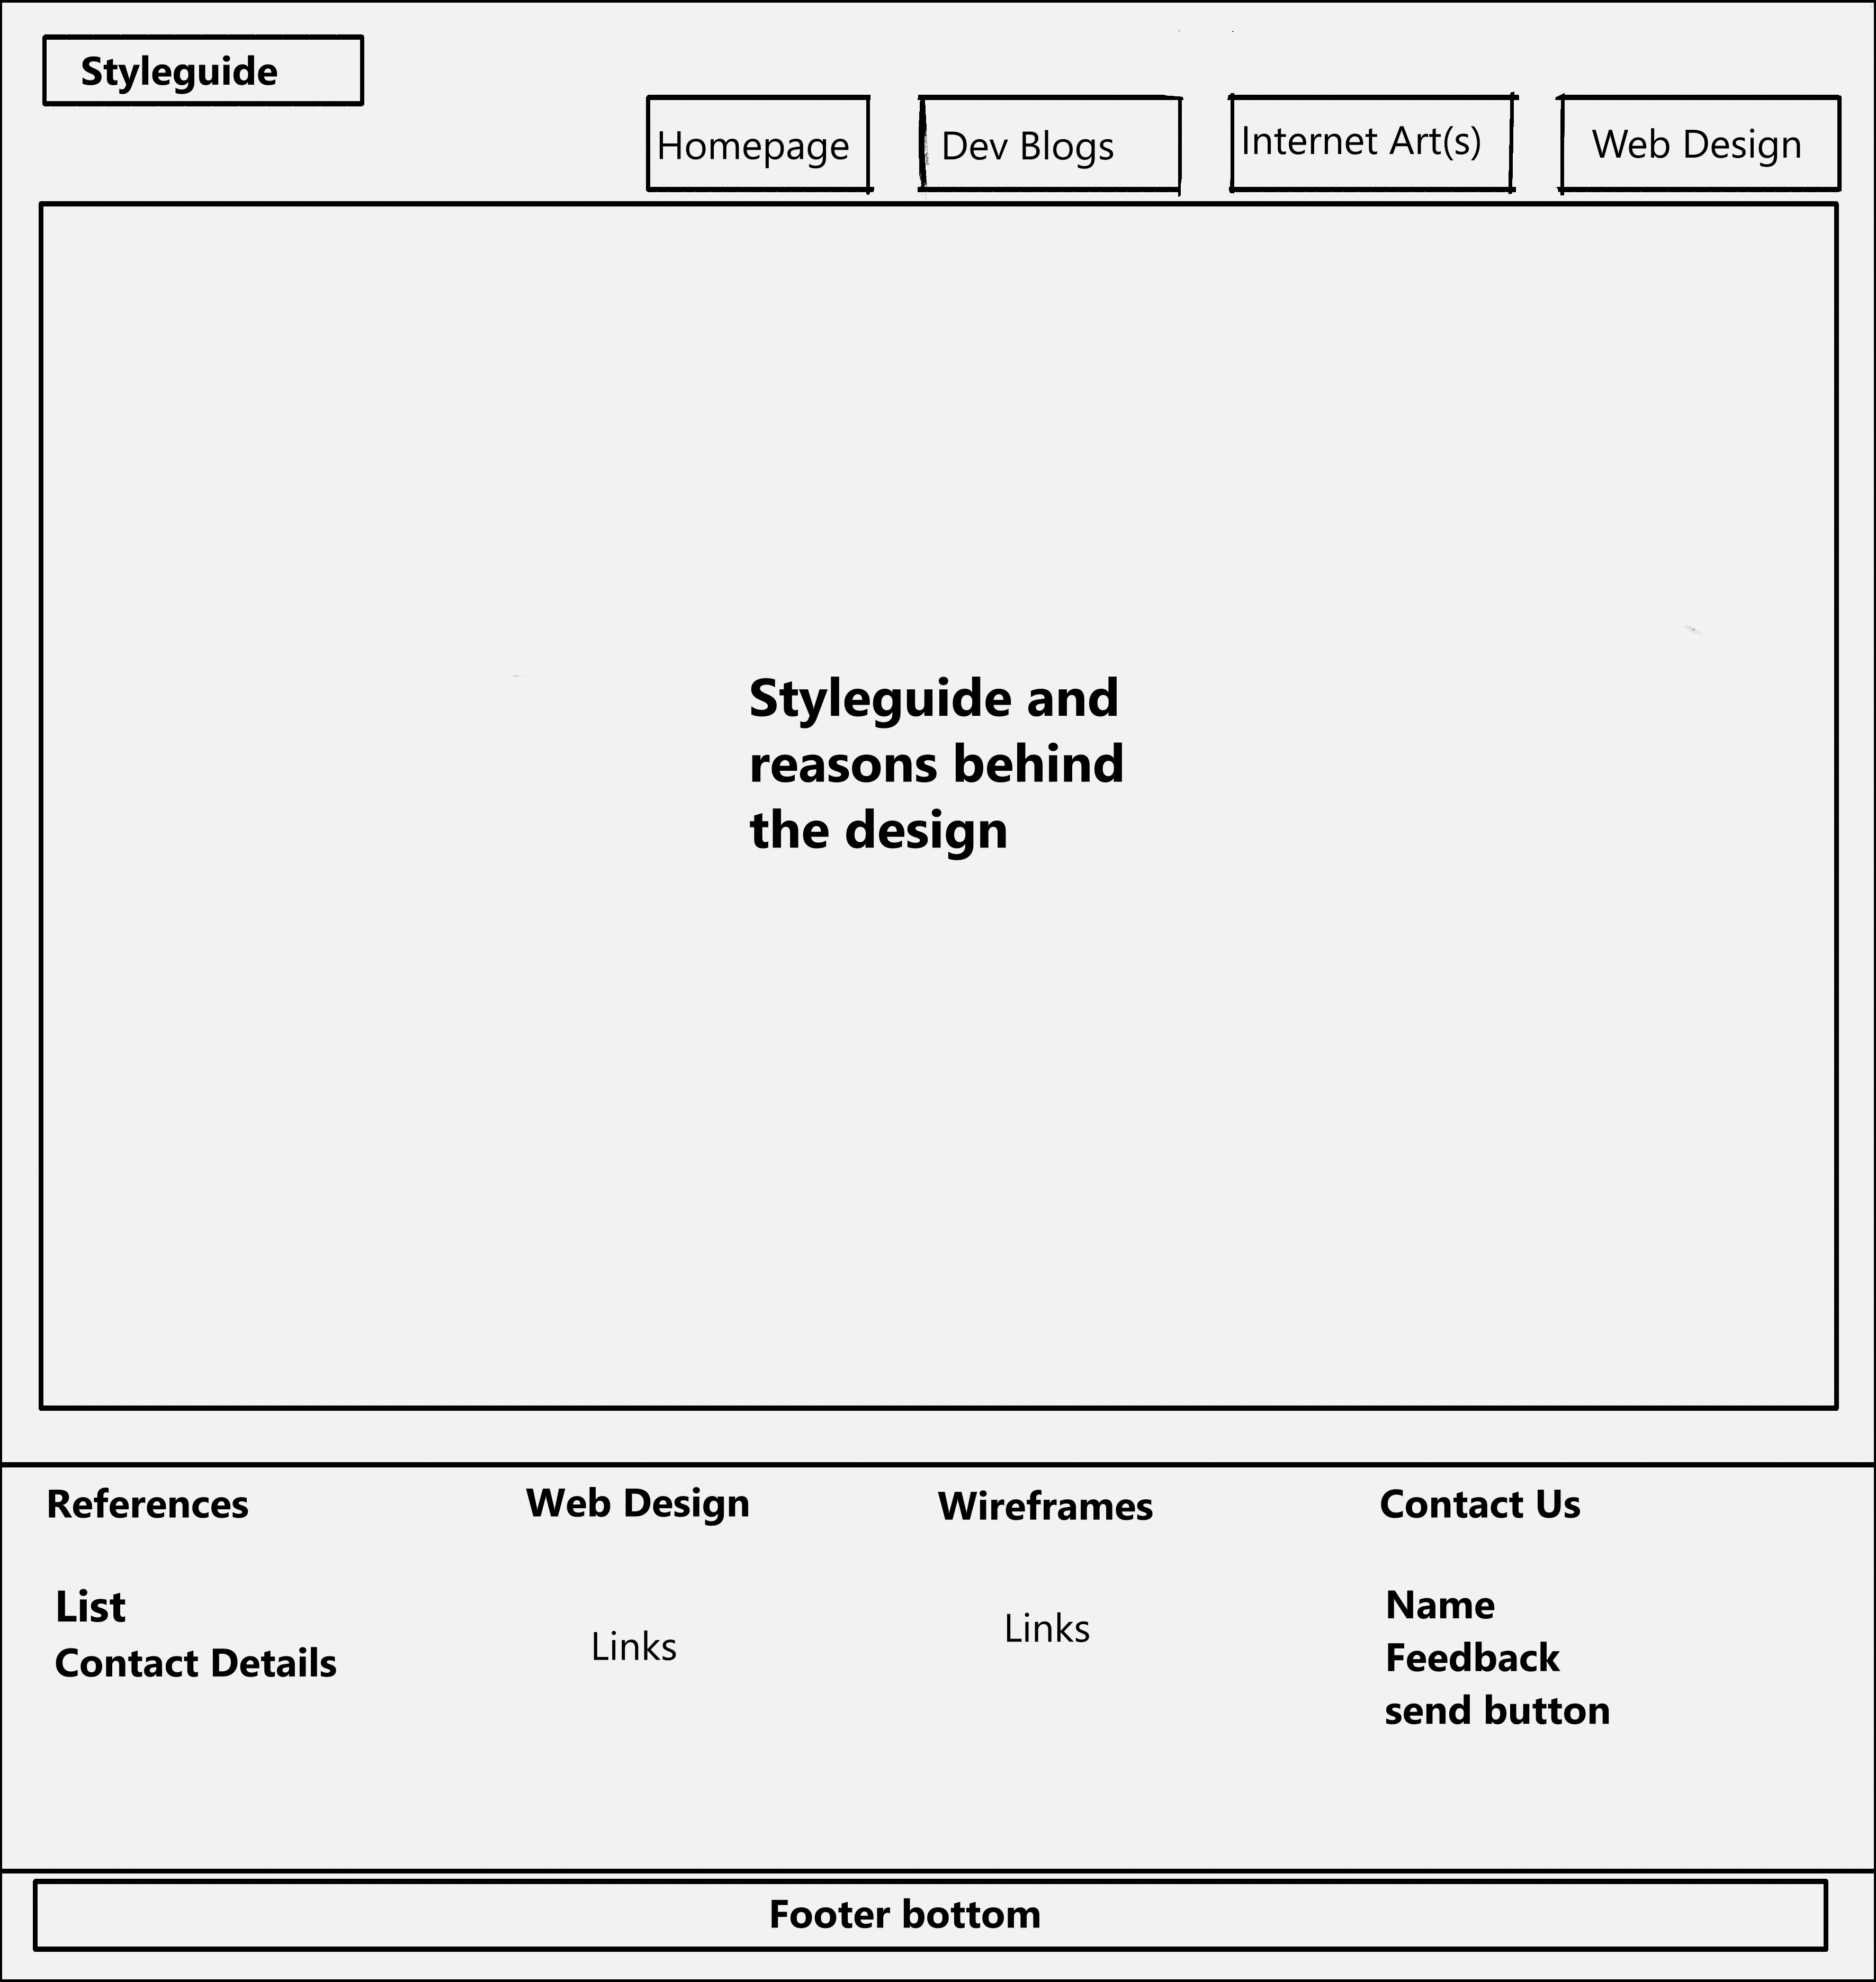 Styleguide
Homepage
Dev Blogs
Internet Art(s)
Web Design
Styleguide and
reasons behind
the design
References
Web Design
Wireframes
Contact Us
List
Contact Details
Links
Links
Name
Feedback
send button
Footer bottom